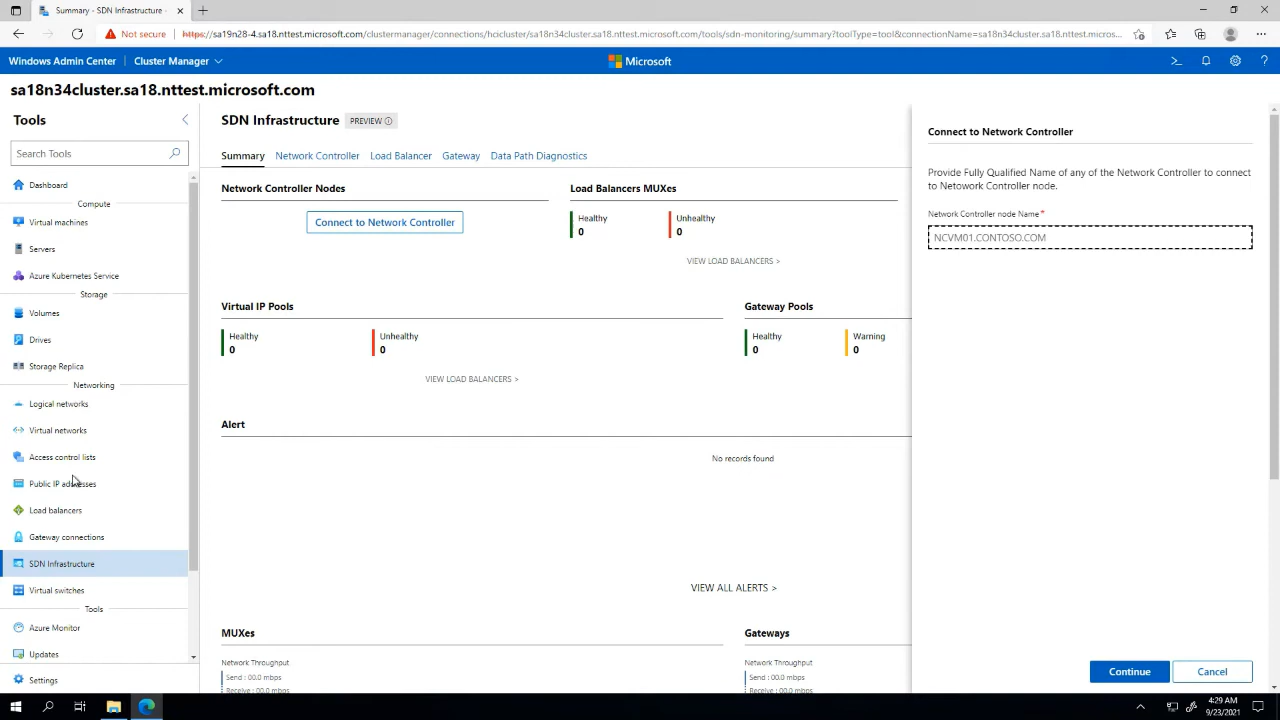 Summary - SDN Infrastructure -
Not secure
https://sa19n28-4.sa18.nttest.microsoft.com/clustermanager/connections/hcicluster/sa18n34cluster.sa18.nttest.microsoft.com/tools/sdn-monitoring/summary?toolType=tool&connectionName=sa18n34cluster.sa18.nttest.micros...
Windows Admin Center
Cluster Manager
Microsoft
sa18n34cluster.sa18.nttest.microsoft.com
Tools
Search Tools
Dashboard
Compute
Virtual machines
Servers
Azure Kubernetes Service
Storage
Volumes
Drives
Storage Replica
Networking
Logical networks
Virtual networks
Access control lists
Public IP addresses
Load balancers
Gateway connections
SDN Infrastructure
Virtual switches
Tools
Azure Monitor
Updates
Settings
SDN Infrastructure
PREVIEW
Summary
Network Controller
Load Balancer
Gateway
Data Path Diagnostics
Network Controller Nodes
Connect to Network Controller
Load Balancers MUXes
Healthy
0
Unhealthy
0
VIEW LOAD BALANCERS >
Virtual IP Pools
Healthy
0
Unhealthy
0
VIEW LOAD BALANCERS >
Gateway Pools
Healthy
0
Warning
0
Alert
No records found
VIEW ALL ALERTS >
MUXes
Network Throughput
Send : 00.0 mbps
Receive : 00.0 mbps
Gateways
Network Throughput
Send : 00.0 mbps
Receive : 00.0 mbps
Connect to Network Controller
Provide Fully Qualified Name of any of the Network Controller to connect
to Netowork Controller node.
Network Controller node Name*
NCVM01.CONTOSO.COM
Continue
Cancel
4:29 AM
9/23/2021